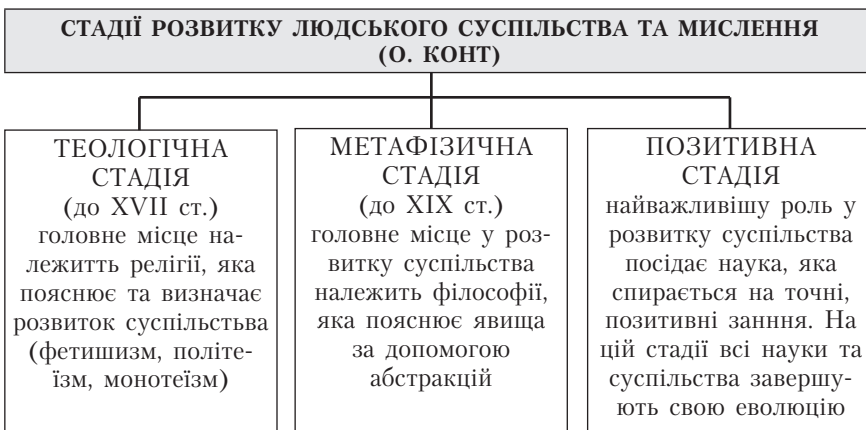 СТАДІЇ РОЗВИТКУ ЛЮДСЬКОГО СУСПІЛЬСТВА ТА МИСЛЕННЯ
(О. КОНТ)
ТЕОЛОГІЧНА
СТАДІЯ
(до XVII ст.)
головне місце на-
лежитть релігії, яка
пояснює та визначає
розвиток суспільстьва
(фетишизм, політе-
їзм, монотеїзм)
МЕТАФІЗИЧНА
СТАДІЯ
(до XIX ст.)
головне місце у роз-
витку суспільства
належить філософії,
яка пояснює явища
за допомогою
абстракцій
ПОЗИТИВНА
СТАДІЯ
найважливішу роль у
розвитку суспільства
посідає наука, яка
спирається на точні,
позитивні занння. На
цій стадії всі науки та
суспільства завершу-
ють свою еволюцію